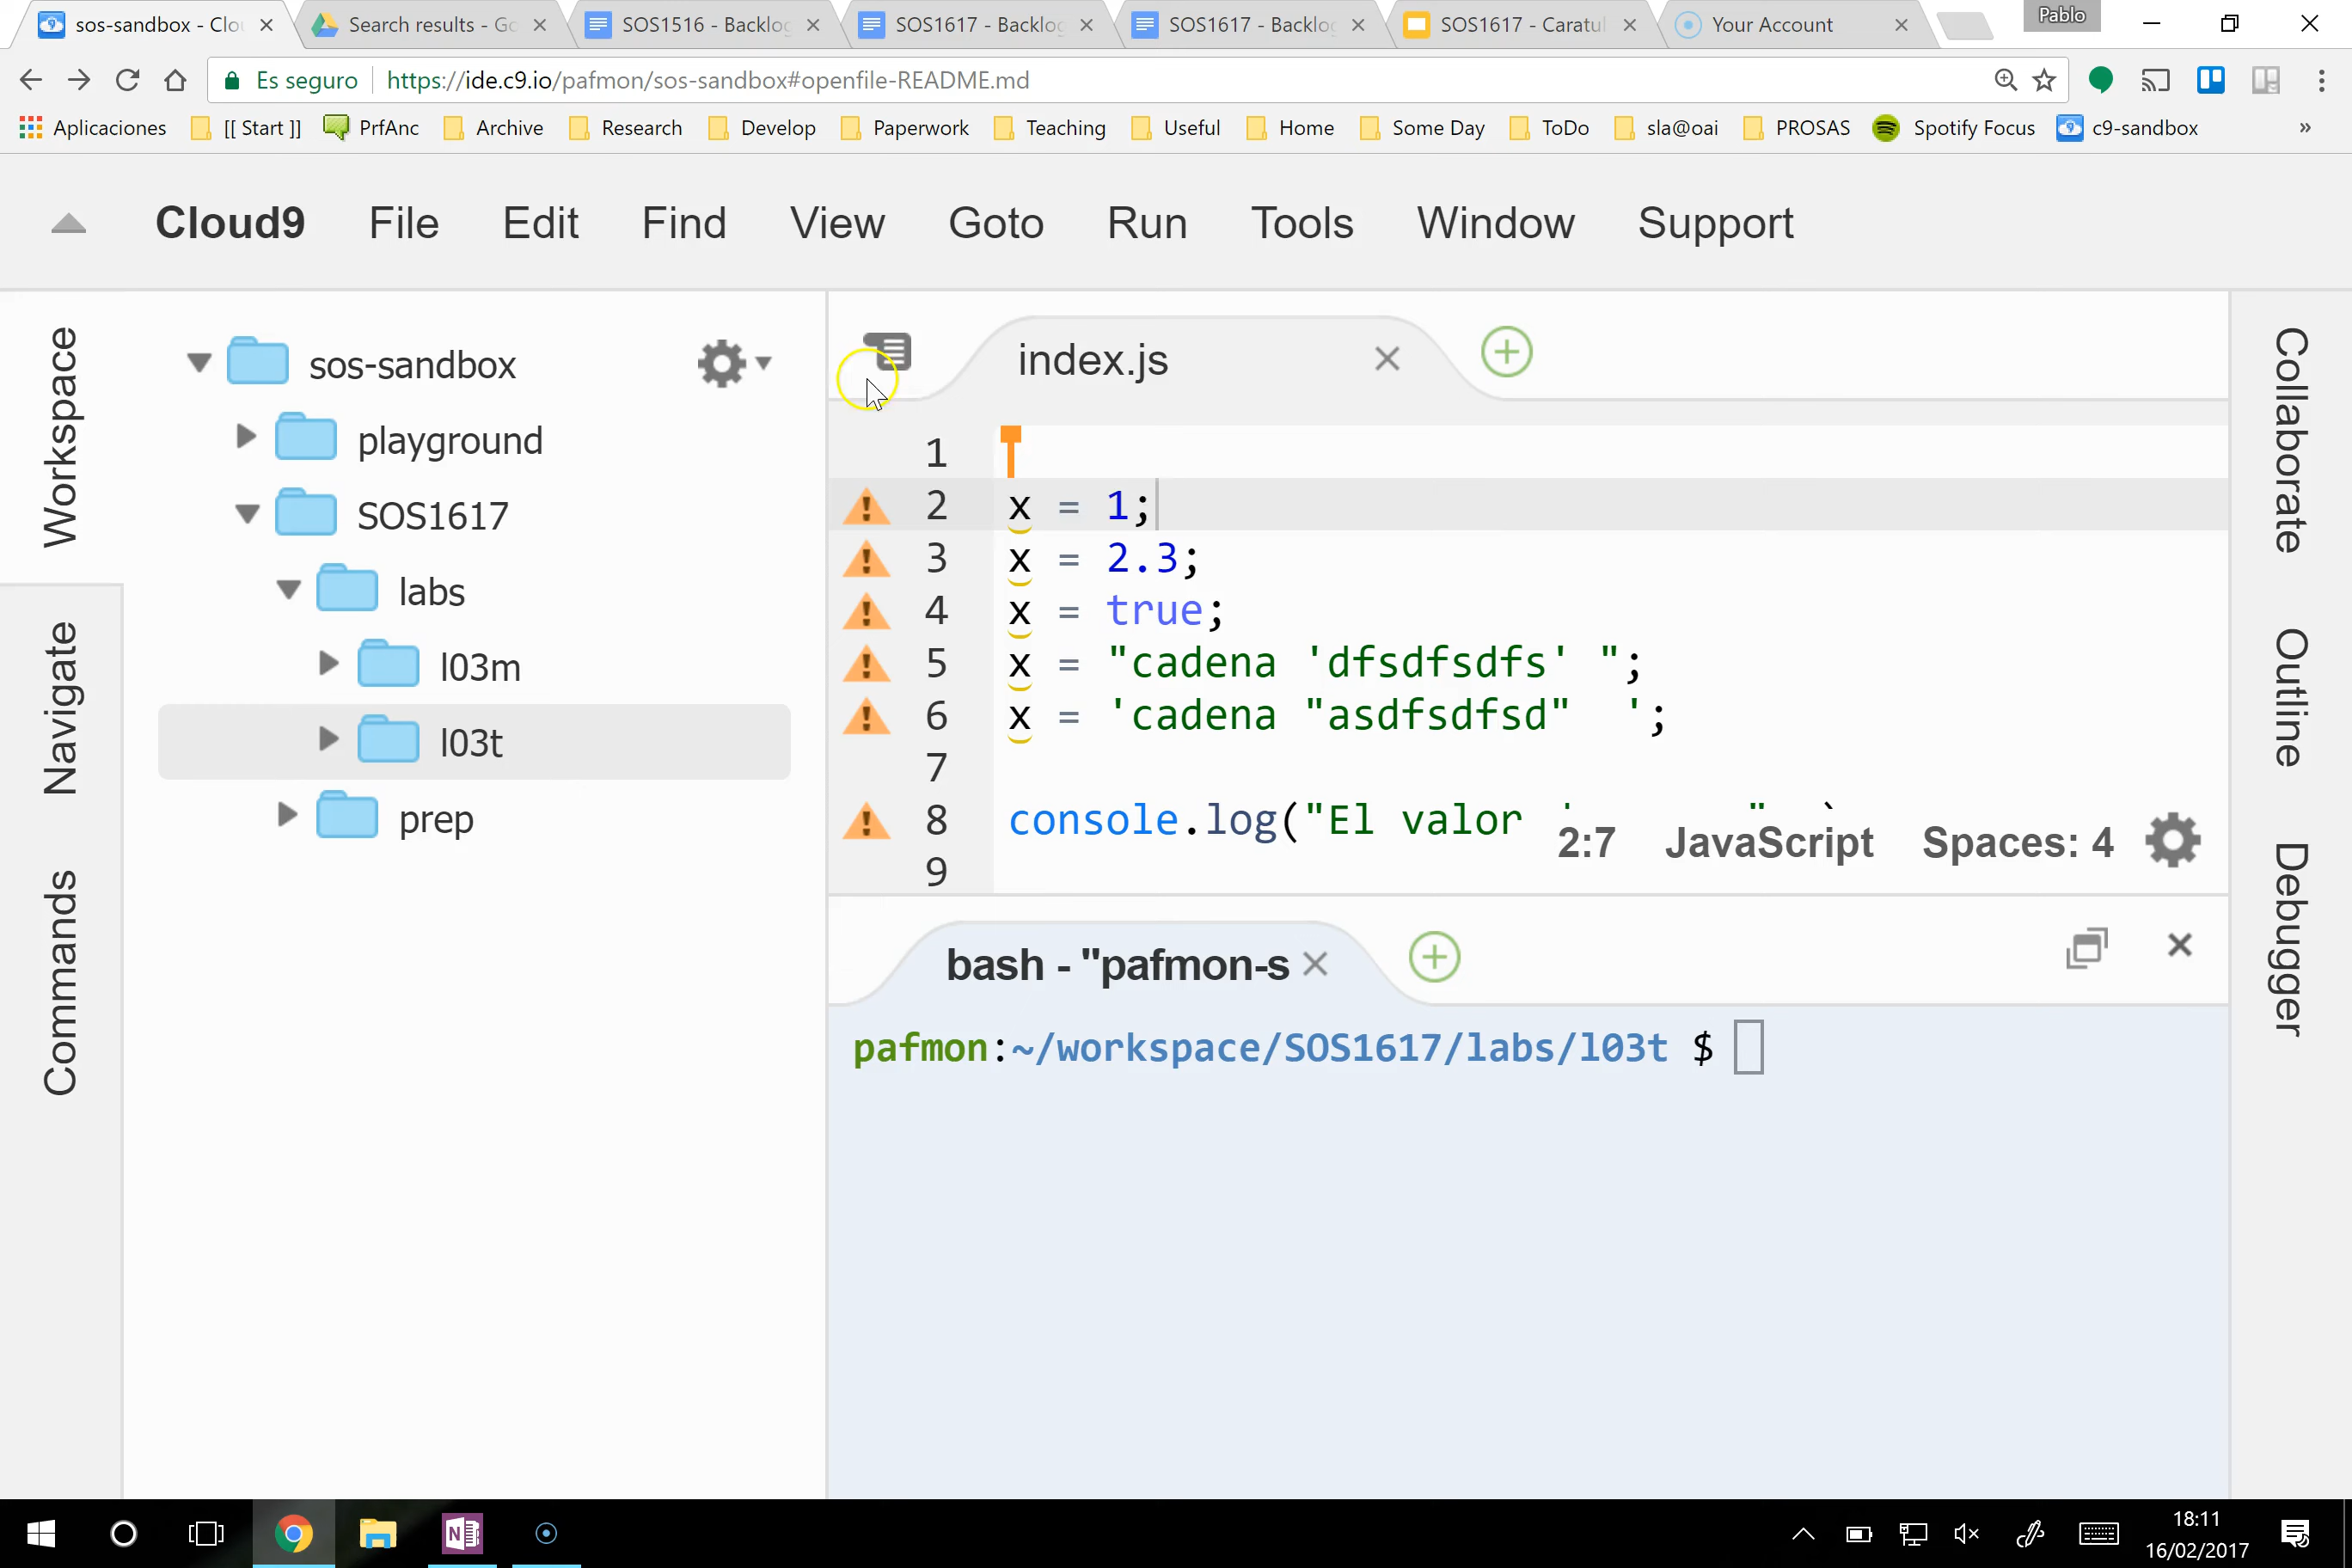 sos-sandbox - Clo
Search results - Go
SOS1516 - Backlog
SOS1617 - Backlog
SOS1617 - Backlog
SOS1617 - Caratul
Your Account
Pablo
Es seguro
https://ide.c9.io/pafmon/sos-sandbox#openfile-README.md
Aplicaciones
[[ Start ]]
PrfAnc
Archive
Research
Develop
Paperwork
Teaching
Useful
Home
Some Day
ToDo
sla@oai
PROSAS
Spotify Focus
c9-sandbox
»
Cloud9 File Edit Find View Goto Run Tools Window Support
Workspace
Navigate
Commands
sos-sandbox
playground
SOS1617
labs
l03m
l03t
prep
index.js
1
2 x = 1;
3 x = 2.3;
4 x = true;
5 x = "cadena 'dfsdfsdfs' ";
6 x = 'cadena "asdfsdfsd"  ';
7
8 console.log("El valor
9
2:7 JavaScript Spaces: 4
bash - "pafmon-s
pafmon:~/workspace/SOS1617/labs/l03t $
Collaborate
Outline
Debugger
18:11
16/02/2017